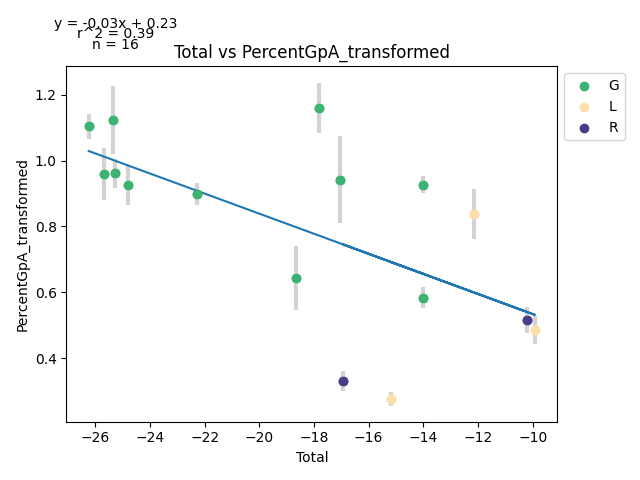 y = -0.03x + 0.23
r^2 = 0.39
n = 16
Total vs PercentGpA_transformed
G
L
R
PercentGpA_transformed
1.2
1.0
0.8
0.6
0.4
−26 −24 −22 −20 −18 −16 −14 −12 −10
Total